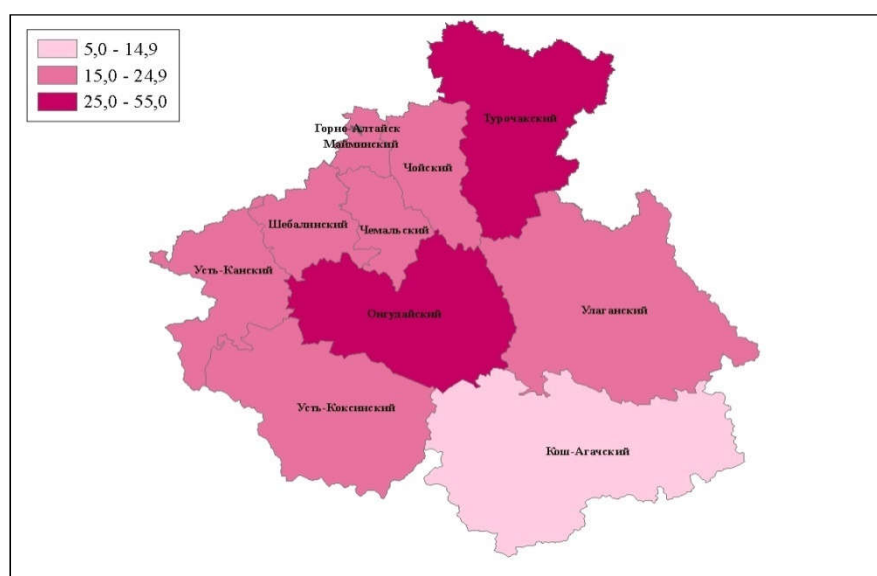 5,0 - 14,9
15,0 - 24,9
25,0 - 55,0
Турочакский
Горно-Алтайск
Майминский
Чойский
Шебалинский
Чемальский
Усть-Канский
Онгудайский
Улаганский
Усть-Коксинский
Кош-Агачский